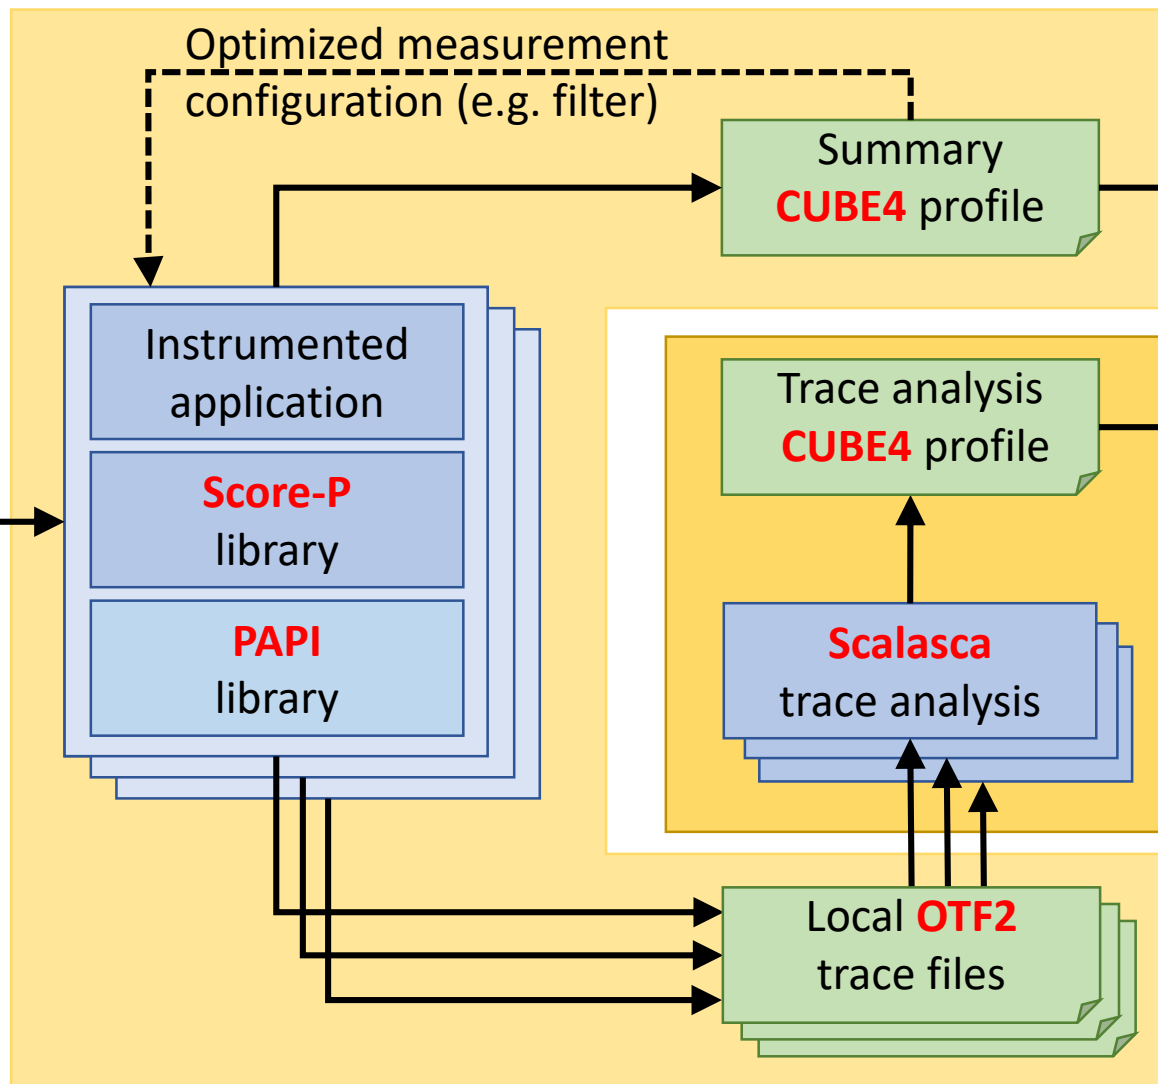 Optimized measurement
configuration (e.g. filter)
Summary
CUBE4 profile
Instrumented
application
Score-P
library
PAPI
library
Trace analysis
CUBE4 profile
Scalasca
trace analysis
Local OTF2
trace files